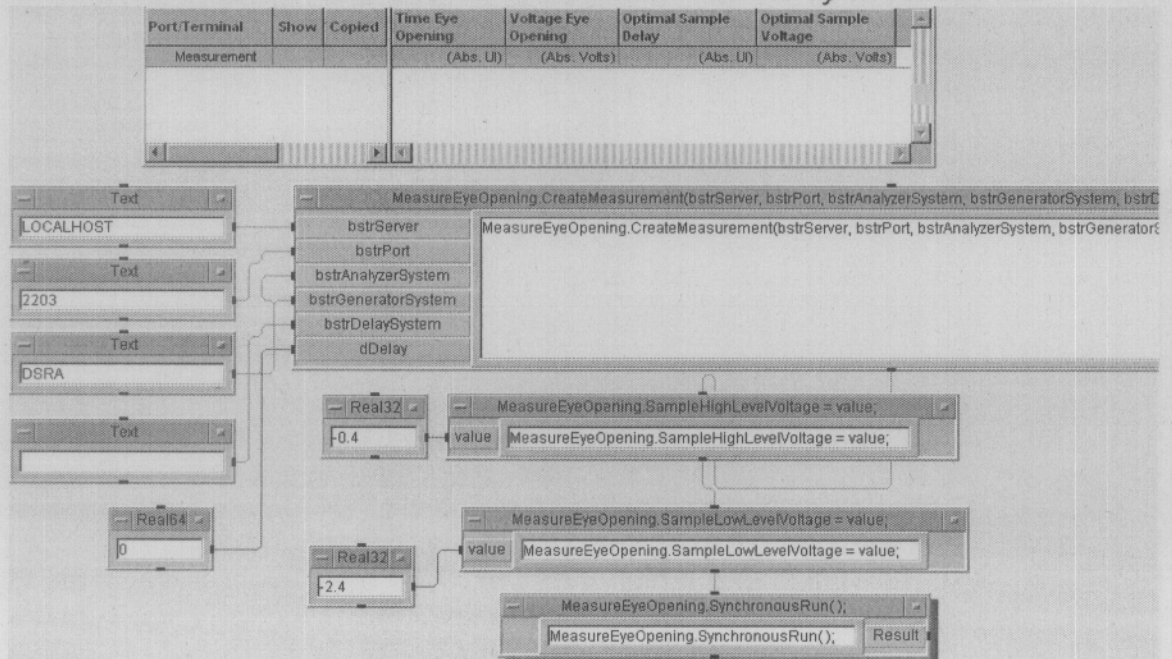 Port/Terminal Show Copied Time Eye Opening Voltage Eye Opening Optimal Sample Delay Optimal Sample Voltage
Measurement (Abs. UI) (Abs. Volts) (Abs. UI) (Abs. Volts)
Text
LOCALHOST
Text
2203
Text
DSRA
Text
Real64
0
MeasureEyeOpening.CreateMeasurement(bstrServer, bstrPort, bstrAnalyzerSystem, bstrGeneratorSystem, bstrD
bstrServer
bstrPort
bstrAnalyzerSystem
bstrGeneratorSystem
bstrDelaySystem
dDelay
MeasureEyeOpening.CreateMeasurement(bstrServer, bstrPort, bstrAnalyzerSystem, bstrGeneratorS
Real32
-0.4
MeasureEyeOpening.SampleHighLevelVoltage = value;
value MeasureEyeOpening.SampleHighLevelVoltage = value;
Real32
-2.4
MeasureEyeOpening.SampleLowLevelVoltage = value;
value MeasureEyeOpening.SampleLowLevelVoltage = value;
MeasureEyeOpening.SynchronousRun();
MeasureEyeOpening.SynchronousRun(); Result